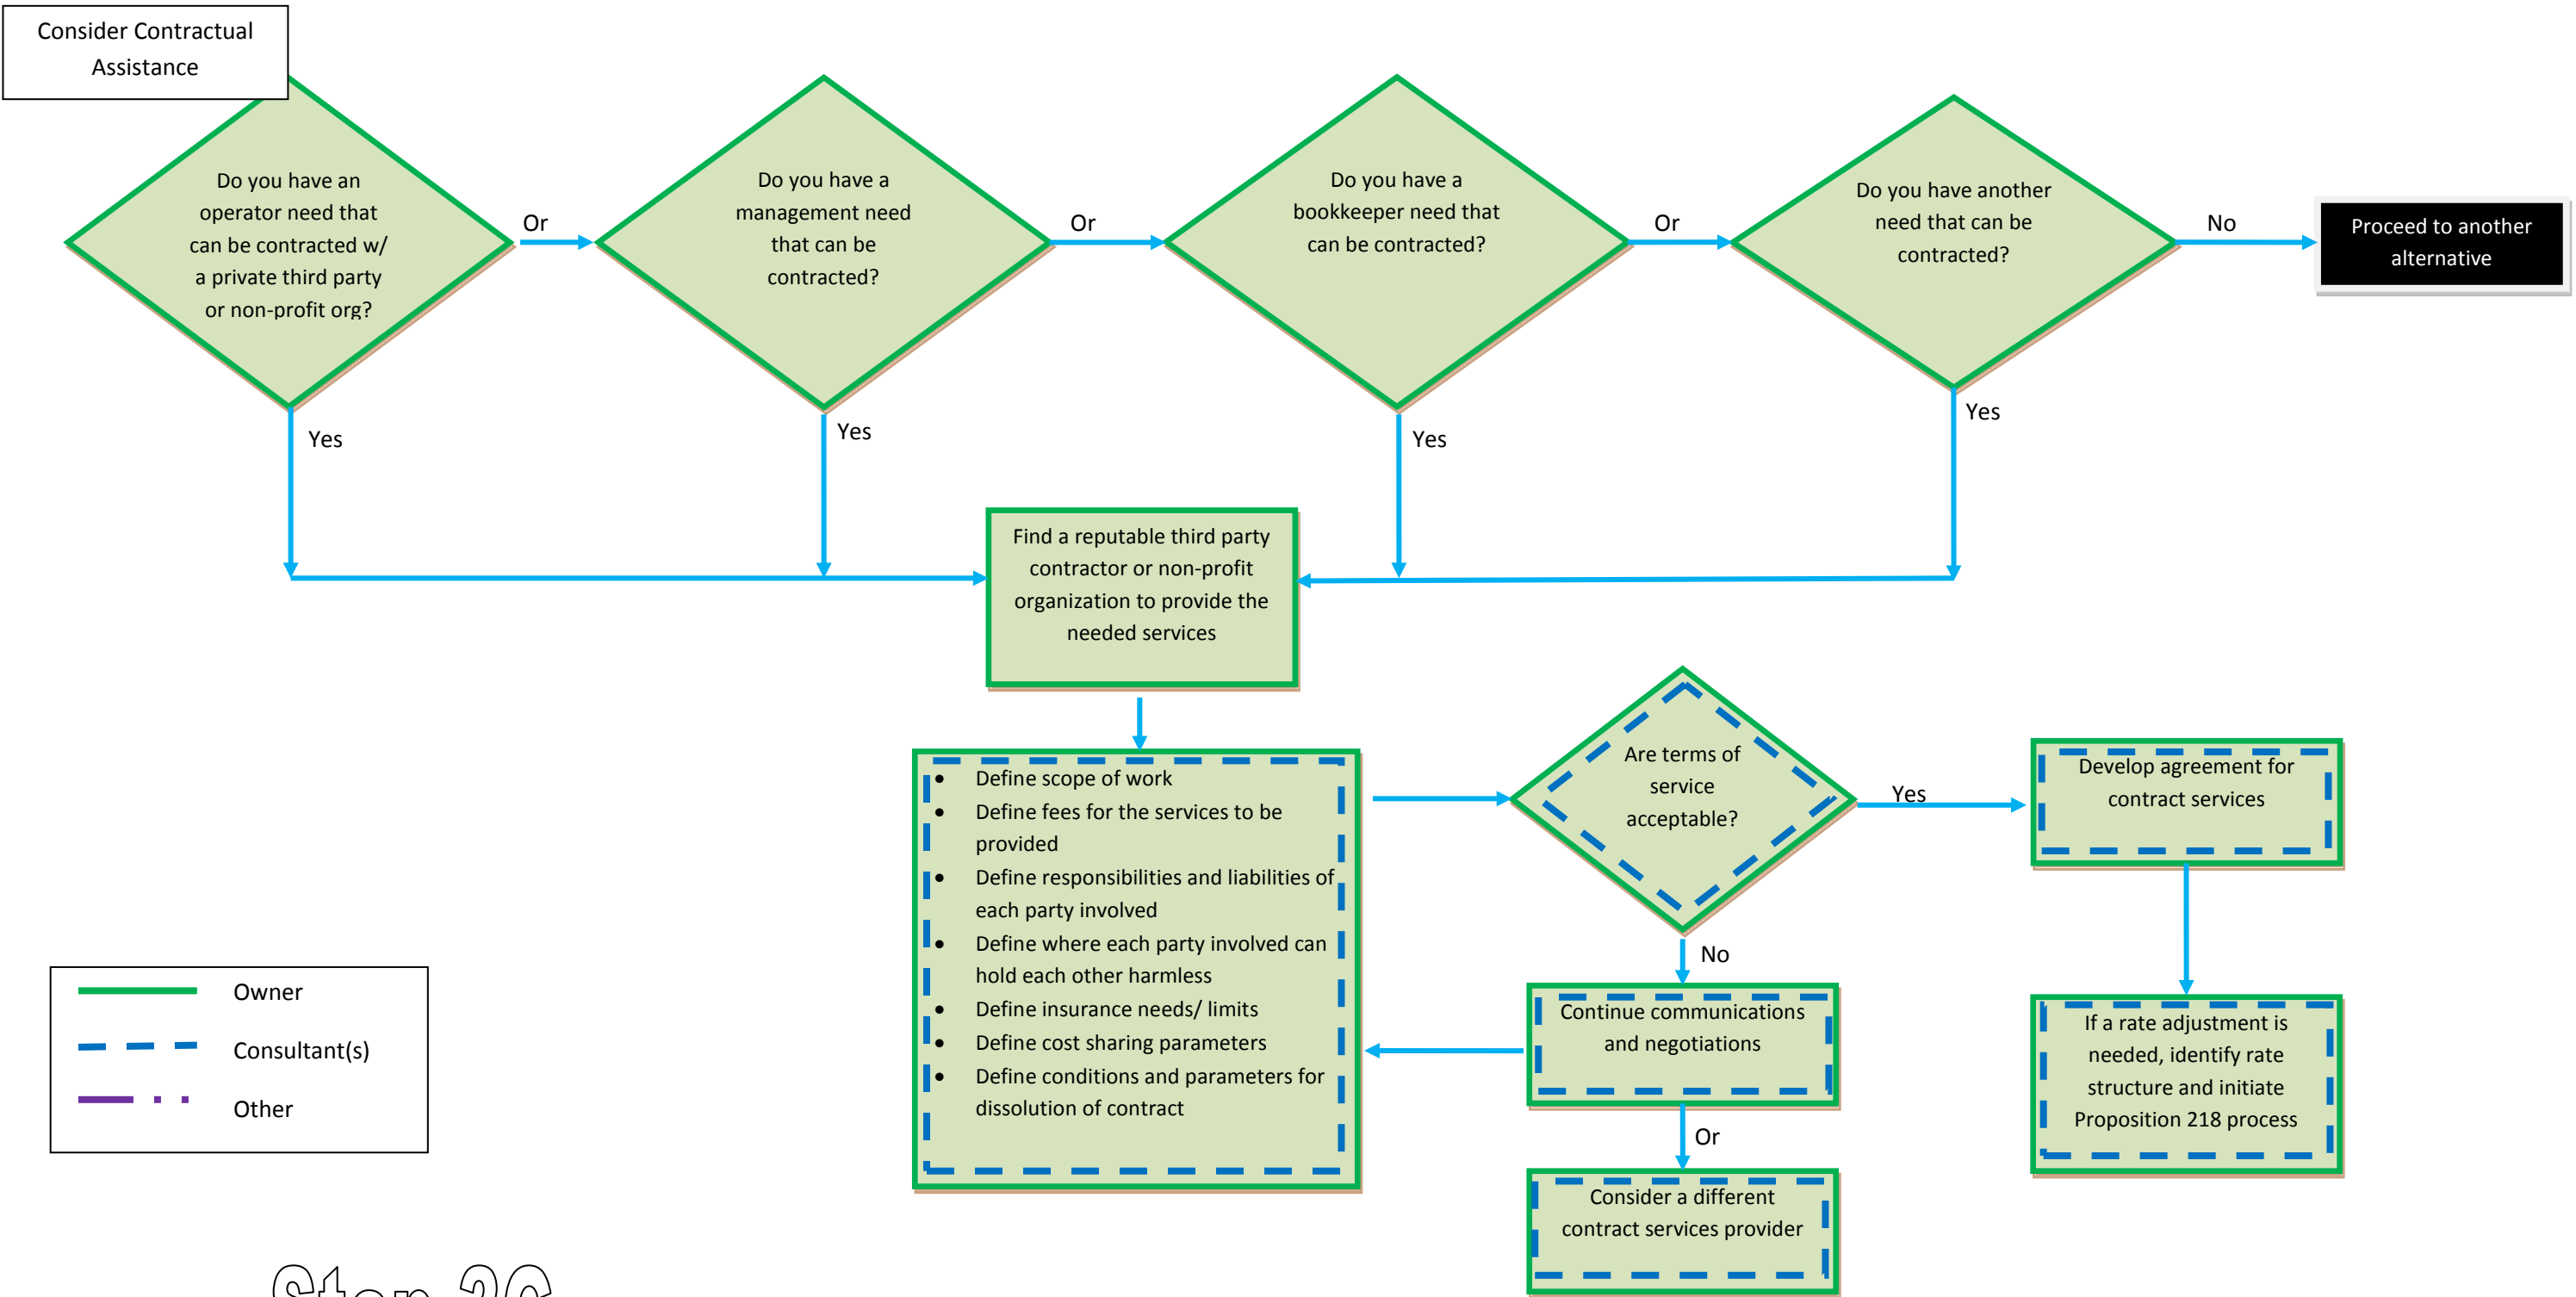 Consider Contractual
Assistance
Do you have an
operator need that
can be contracted w/
a private third party
or non-profit org?
Or
Do you have a
management need
that can be
contracted?
Or
Do you have a
bookkeeper need that
can be contracted?
Or
Do you have another
need that can be
contracted?
No
Proceed to another
alternative
Yes
Yes
Yes
Yes
Find a reputable third party
contractor or non-profit
organization to provide the
needed services
• Define scope of work
• Define fees for the services to be
provided
• Define responsibilities and liabilities of
each party involved
• Define where each party involved can
hold each other harmless
• Define insurance needs/ limits
• Define cost sharing parameters
• Define conditions and parameters for
dissolution of contract
Are terms of
service
acceptable?
Yes
Develop agreement for
contract services
No
Continue communications
and negotiations
Or
Consider a different
contract services provider
If a rate adjustment is
needed, identify rate
structure and initiate
Proposition 218 process
Owner
Consultant(s)
Other